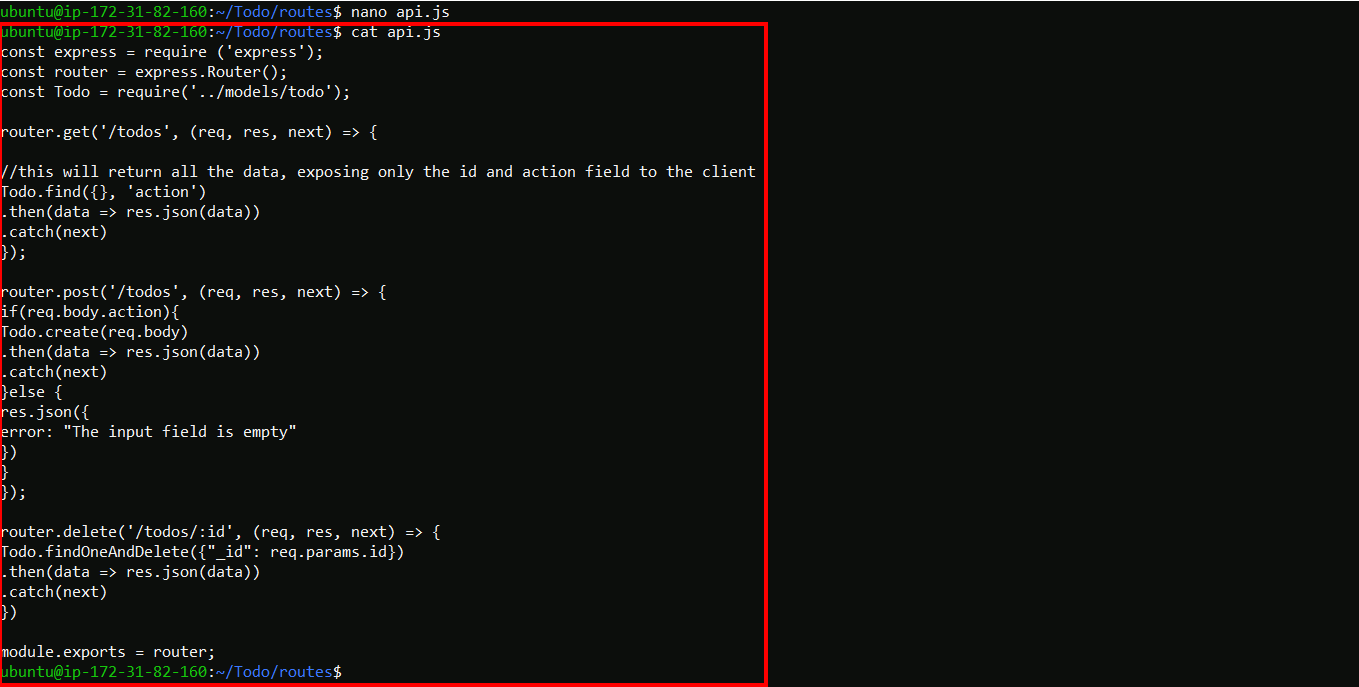 ubuntu@ip-172-31-82-160:~/Todo/routes$ nano api.js
ubuntu@ip-172-31-82-160:~/Todo/routes$ cat api.js
const express = require ('express');
const router = express.Router();
const Todo = require('../models/todo');

router.get('/todos', (req, res, next) => {

//this will return all the data, exposing only the id and action field to the client
Todo.find({}, 'action')
.then(data => res.json(data))
.catch(next)
});

router.post('/todos', (req, res, next) => {
if(req.body.action){
Todo.create(req.body)
.then(data => res.json(data))
.catch(next)
}else {
res.json({
error: "The input field is empty"
})
}
});

router.delete('/todos/:id', (req, res, next) => {
Todo.findOneAndDelete({"_id": req.params.id})
.then(data => res.json(data))
.catch(next)
})

module.exports = router;
ubuntu@ip-172-31-82-160:~/Todo/routes$